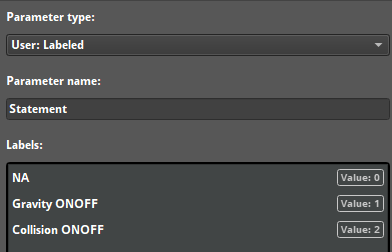 Parameter type:
User: Labeled
Parameter name:
Statement
Labels:
NA Value: 0
Gravity ONOFF Value: 1
Collision ONOFF Value: 2